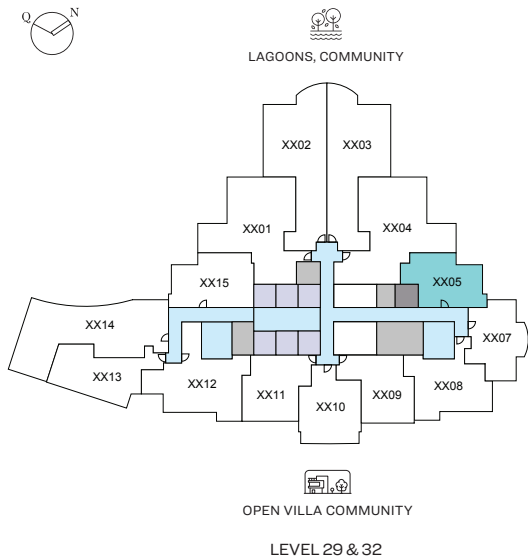 Q N
LAGOONS, COMMUNITY
XX02 XX03
XX01 XX04
XX15 XX05
XX14 XX07
XX13 XX12 XX11 XX10 XX09 XX08
OPEN VILLA COMMUNITY
LEVEL 29 & 32